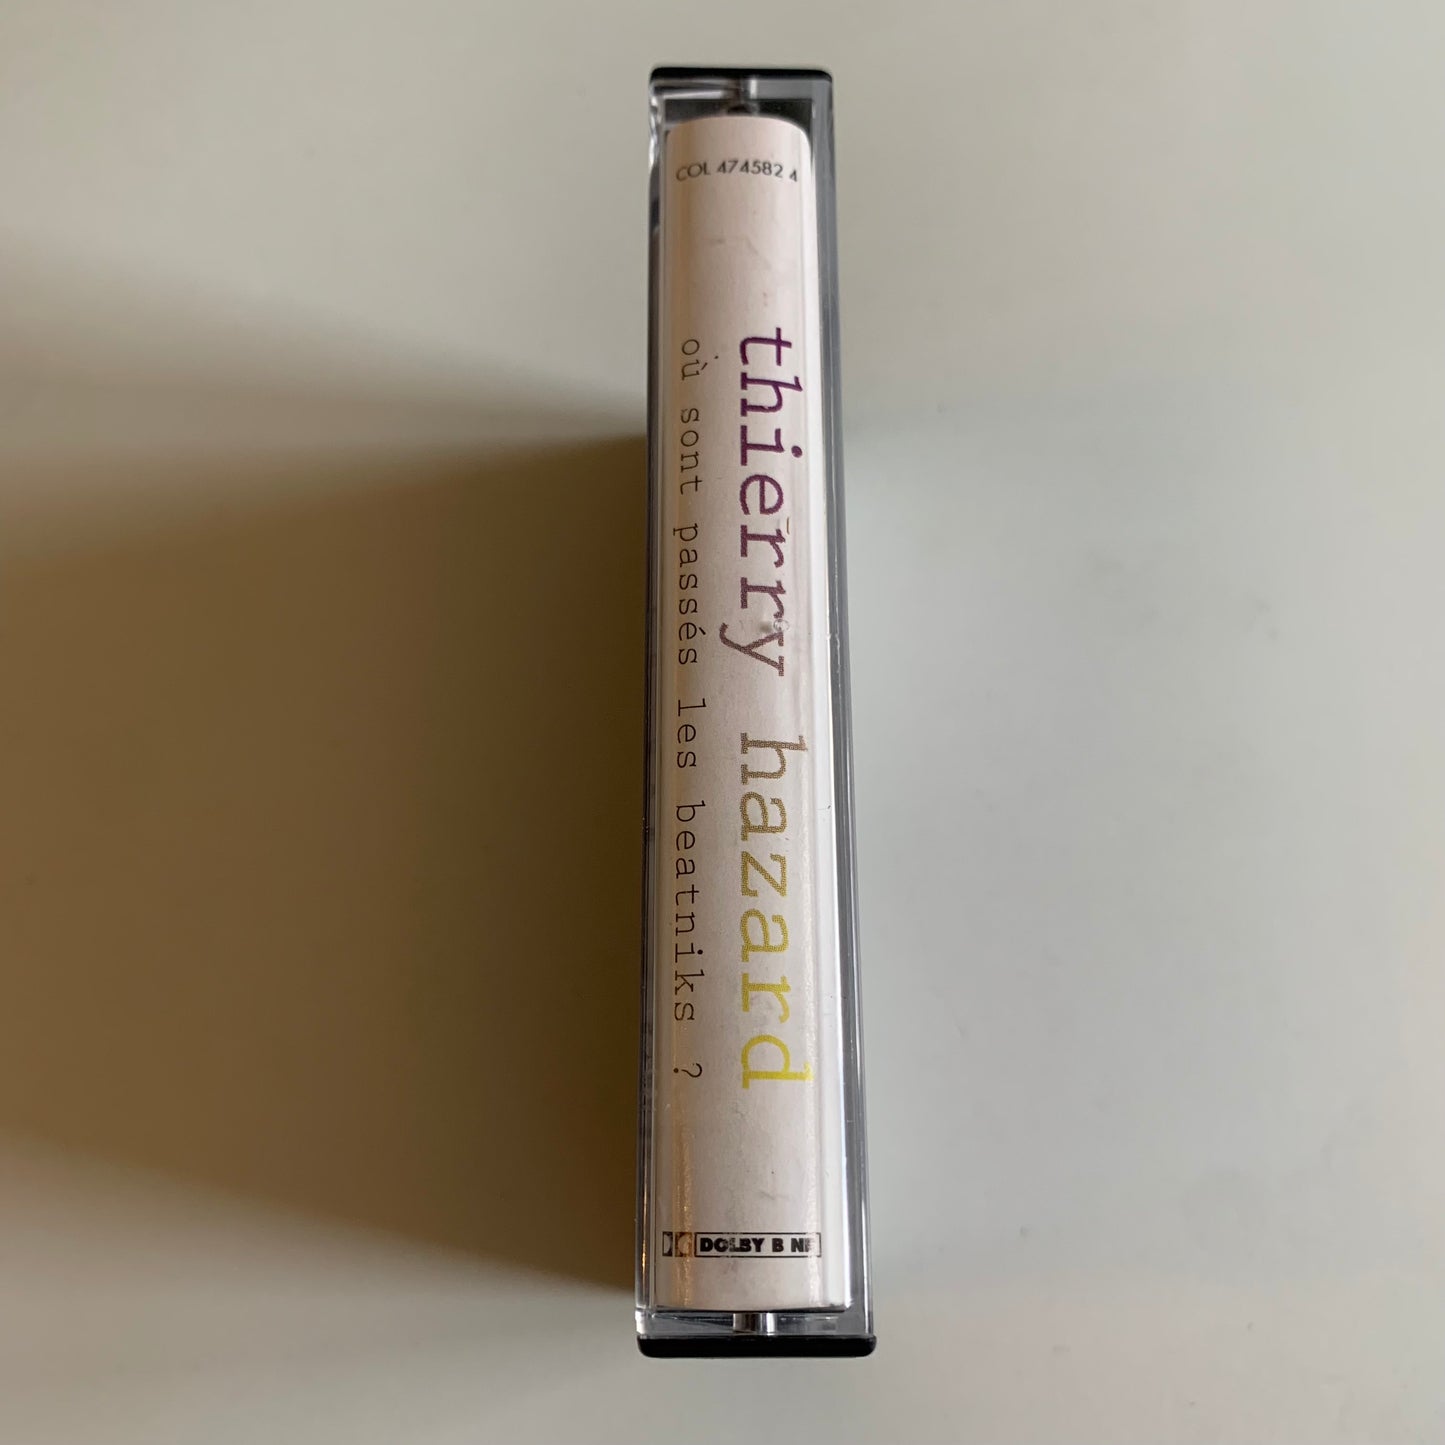 COL 474582 4
thierry hazard
où sont passés les beatniks ?
DOLBY B NR